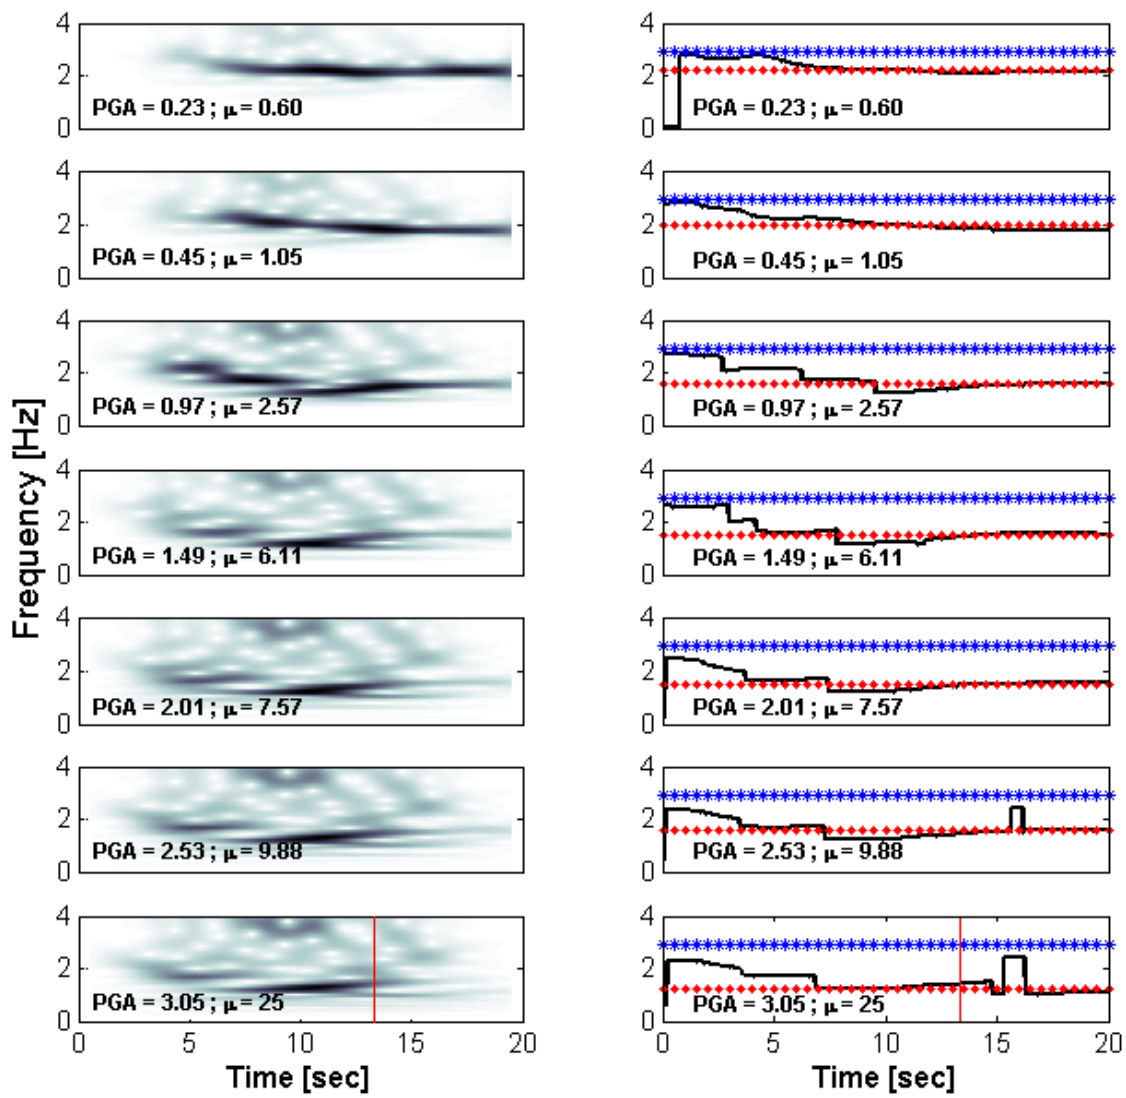 4
2
0
PGA = 0.23 ; μ = 0.60
4
2
0
PGA = 0.23 ; μ = 0.60
4
2
0
PGA = 0.45 ; μ = 1.05
4
2
0
PGA = 0.45 ; μ = 1.05
4
2
0
PGA = 0.97 ; μ = 2.57
4
2
0
PGA = 0.97 ; μ = 2.57
Frequency [Hz]
4
2
0
PGA = 1.49 ; μ = 6.11
4
2
0
PGA = 1.49 ; μ = 6.11
4
2
0
PGA = 2.01 ; μ = 7.57
4
2
0
PGA = 2.01 ; μ = 7.57
4
2
0
PGA = 2.53 ; μ = 9.88
4
2
0
PGA = 2.53 ; μ = 9.88
4
2
0
PGA = 3.05 ; μ = 25
0 5 10 15 20
Time [sec]
4
2
0
PGA = 3.05 ; μ = 25
0 5 10 15 20
Time [sec]